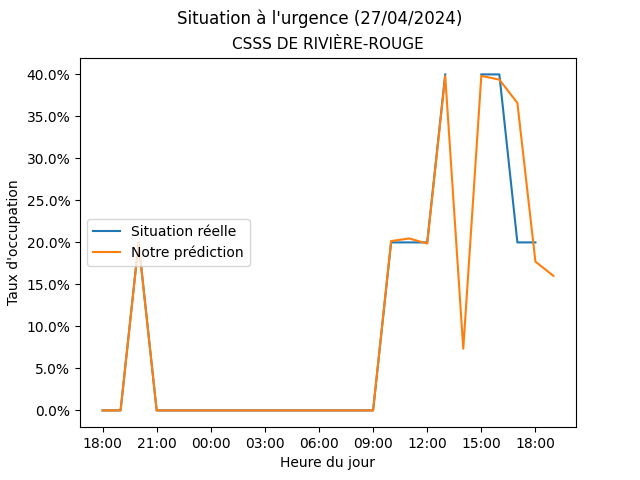 Situation à l'urgence (27/04/2024)
CSSS DE RIVIÈRE-ROUGE
40.0%
35.0%
30.0%
25.0%
20.0%
15.0%
10.0%
5.0%
0.0%
Taux d'occupation
Situation réelle
Notre prédiction
18:00 21:00 00:00 03:00 06:00 09:00 12:00 15:00 18:00
Heure du jour